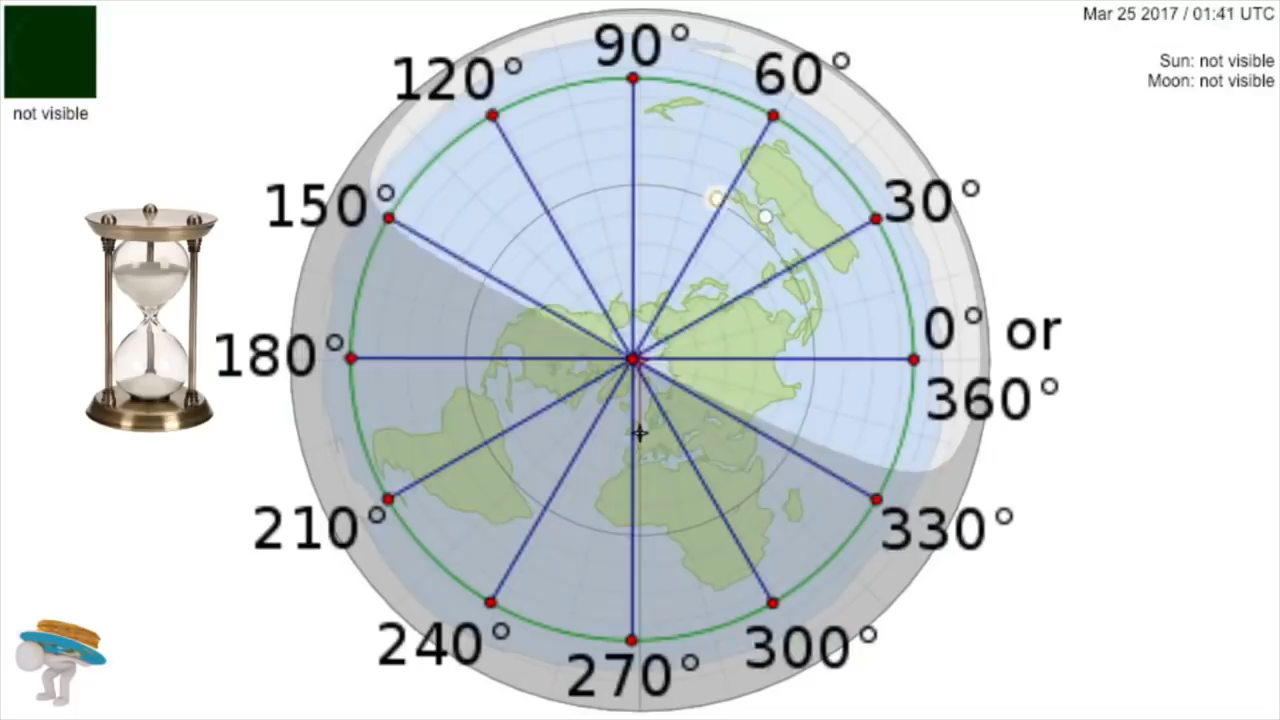 Mar 25 2017 / 01:41 UTC
Sun: not visible
Moon: not visible
not visible
90°
120°
60°
150°
30°
180°
0° or
360°
210°
330°
240°
300°
270°